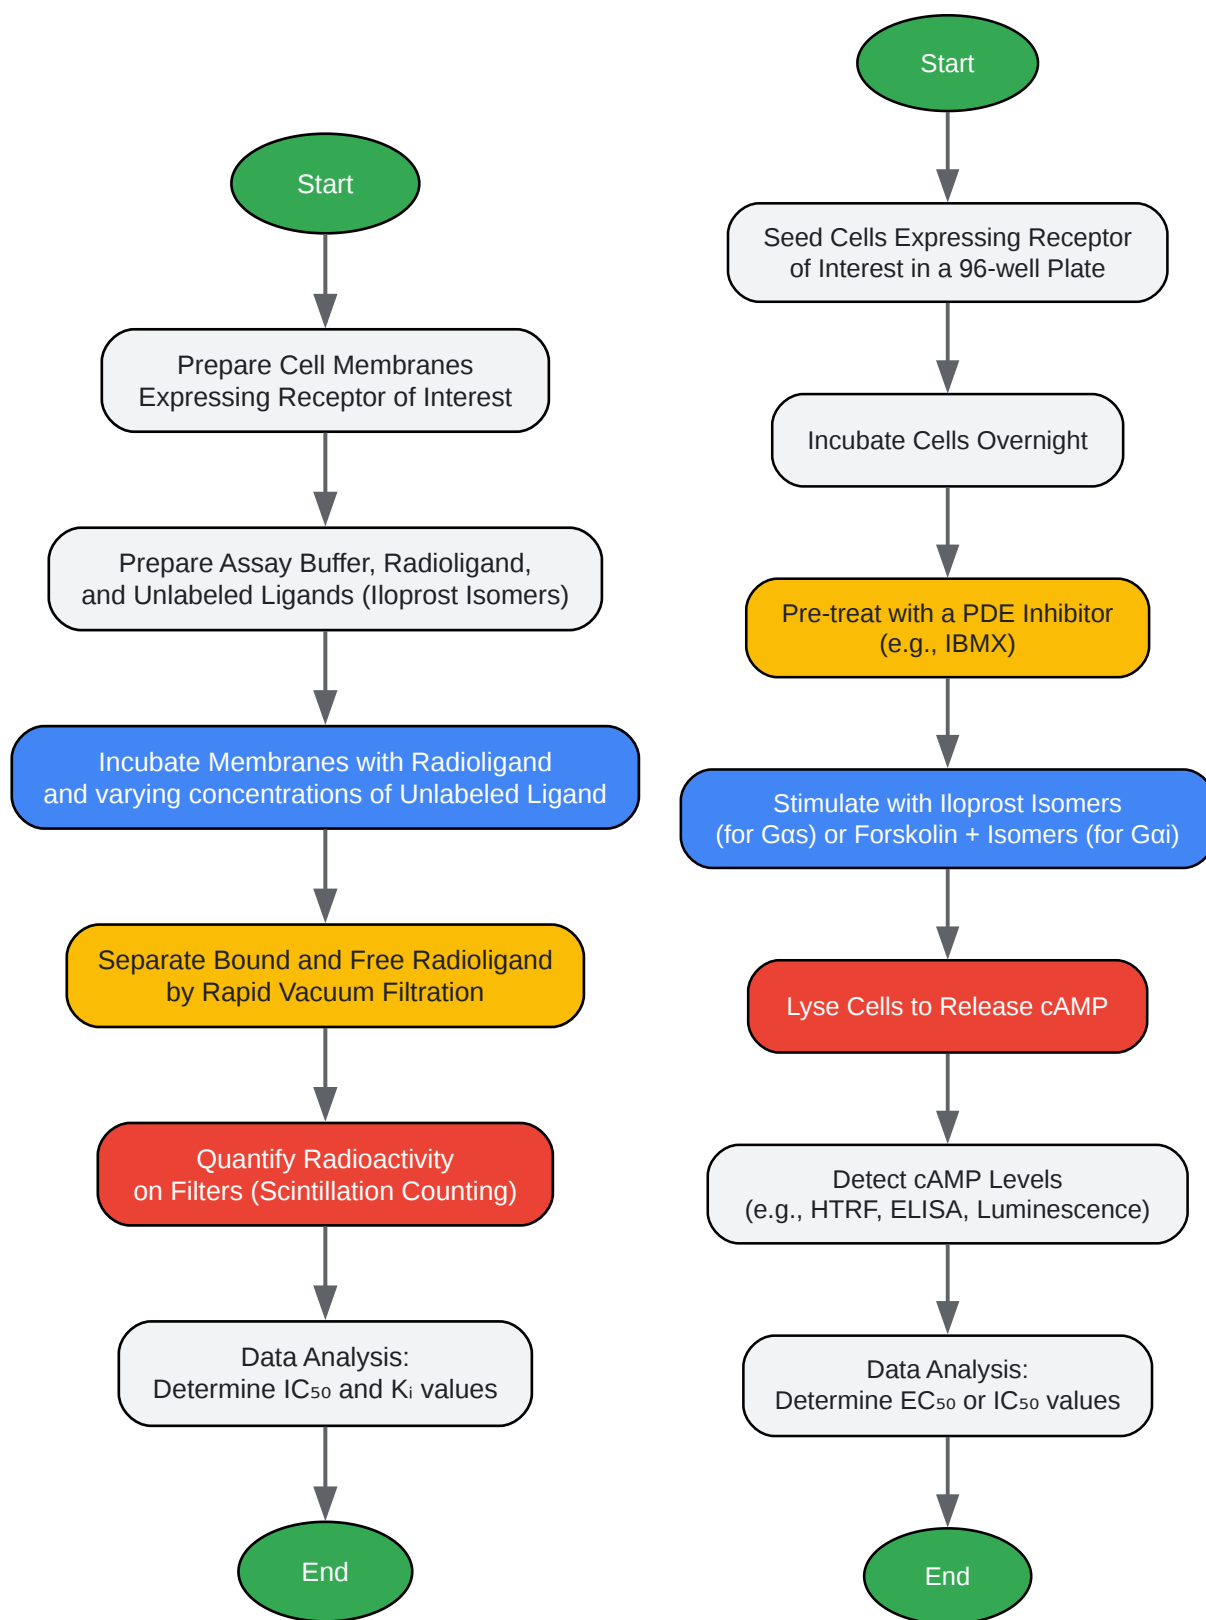 Start
Prepare Cell Membranes
Expressing Receptor of Interest
Prepare Assay Buffer, Radioligand,
and Unlabeled Ligands (Iloprost Isomers)
Incubate Membranes with Radioligand
and varying concentrations of Unlabeled Ligand
Separate Bound and Free Radioligand
by Rapid Vacuum Filtration
Quantify Radioactivity
on Filters (Scintillation Counting)
Data Analysis:
Determine IC₅₀ and Kᵢ values
End
Start
Seed Cells Expressing Receptor
of Interest in a 96-well Plate
Incubate Cells Overnight
Pre-treat with a PDE Inhibitor
(e.g., IBMX)
Stimulate with Iloprost Isomers
(for Gαs) or Forskolin + Isomers (for Gαi)
Lyse Cells to Release cAMP
Detect cAMP Levels
(e.g., HTRF, ELISA, Luminescence)
Data Analysis:
Determine EC₅₀ or IC₅₀ values
End